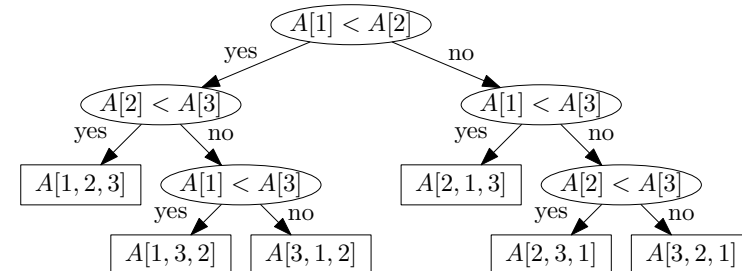 A[1] < A[2]
yes no
A[2] < A[3] A[1] < A[3]
yes no yes no
A[1, 2, 3] A[1] < A[3] A[2, 1, 3] A[2] < A[3]
yes no yes no
A[1, 3, 2] A[3, 1, 2] A[2, 3, 1] A[3, 2, 1]